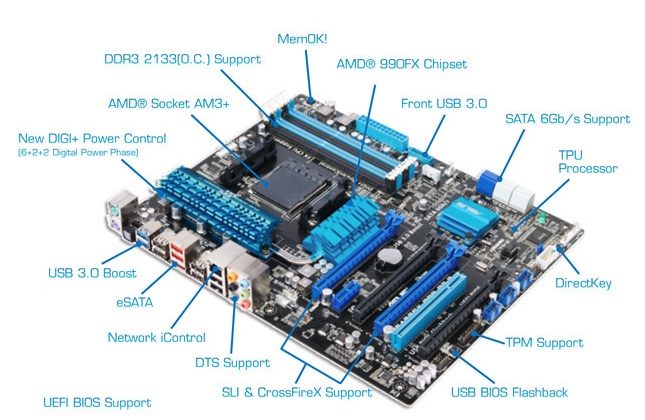 MemOK!
DDR3 2133(O.C.) Support
AMD® 990FX Chipset
AMD® Socket AM3+
Front USB 3.0
SATA 6Gb/s Support
New DIGI+ Power Control
(6+2+2 Digital Power Phase)
TPU
Processor
USB 3.0 Boost
DirectKey
eSATA
Network iControl
TPM Support
DTS Support
SLI & CrossFireX Support
USB BIOS Flashback
UEFI BIOS Support